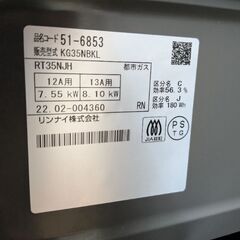 品名コード 51-6853
販売型式 KG35NBKL
RT35NJH 都市ガス
12A用 13A用
7.55 kW 8.10 kW
22.02-004360 RN
リンナイ株式会社
区分名 C
効率56.3 %
区分名 J
効率 180 Wh
JIA
PS
TG